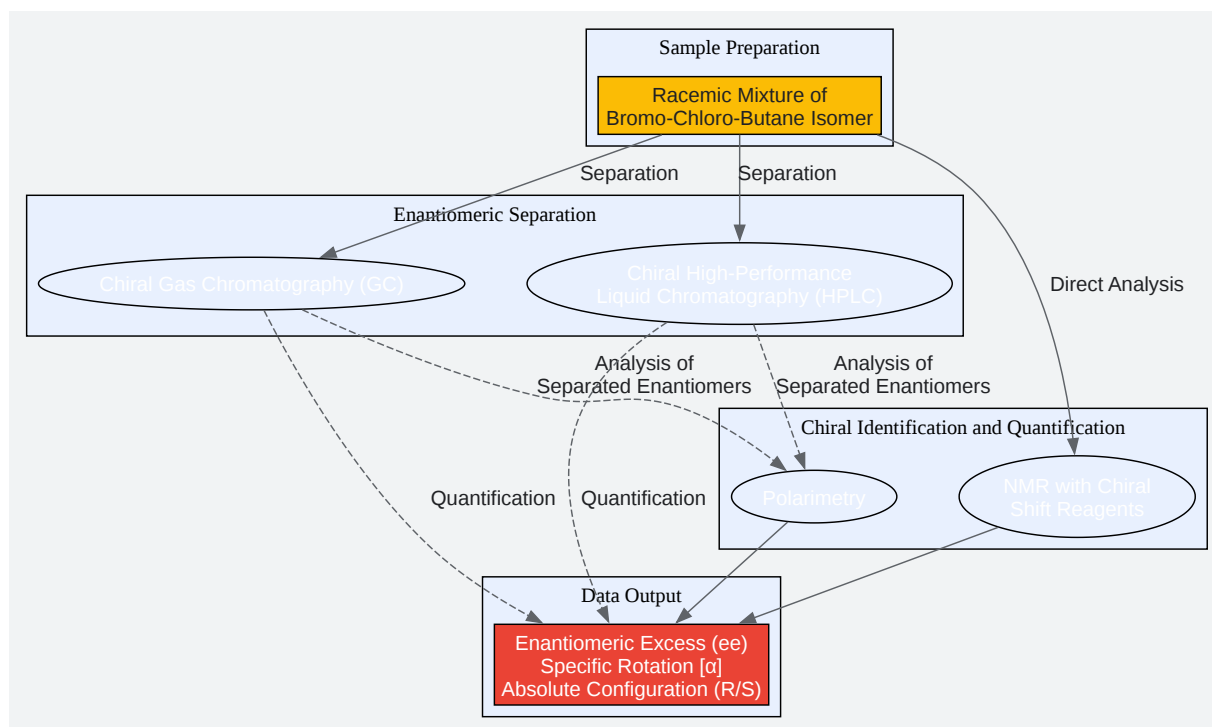 Sample Preparation
Racemic Mixture of
Bromo-Chloro-Butane Isomer
Separation
Separation
Enantiomeric Separation
Chiral Gas Chromatography (GC)
Chiral High-Performance
Liquid Chromatography (HPLC)
Direct Analysis
Analysis of
Separated Enantiomers
Analysis of
Separated Enantiomers
Chiral Identification and Quantification
Quantification
Quantification
Polarimetry
NMR with Chiral
Shift Reagents
Data Output
Enantiomeric Excess (ee)
Specific Rotation [α]
Absolute Configuration (R/S)